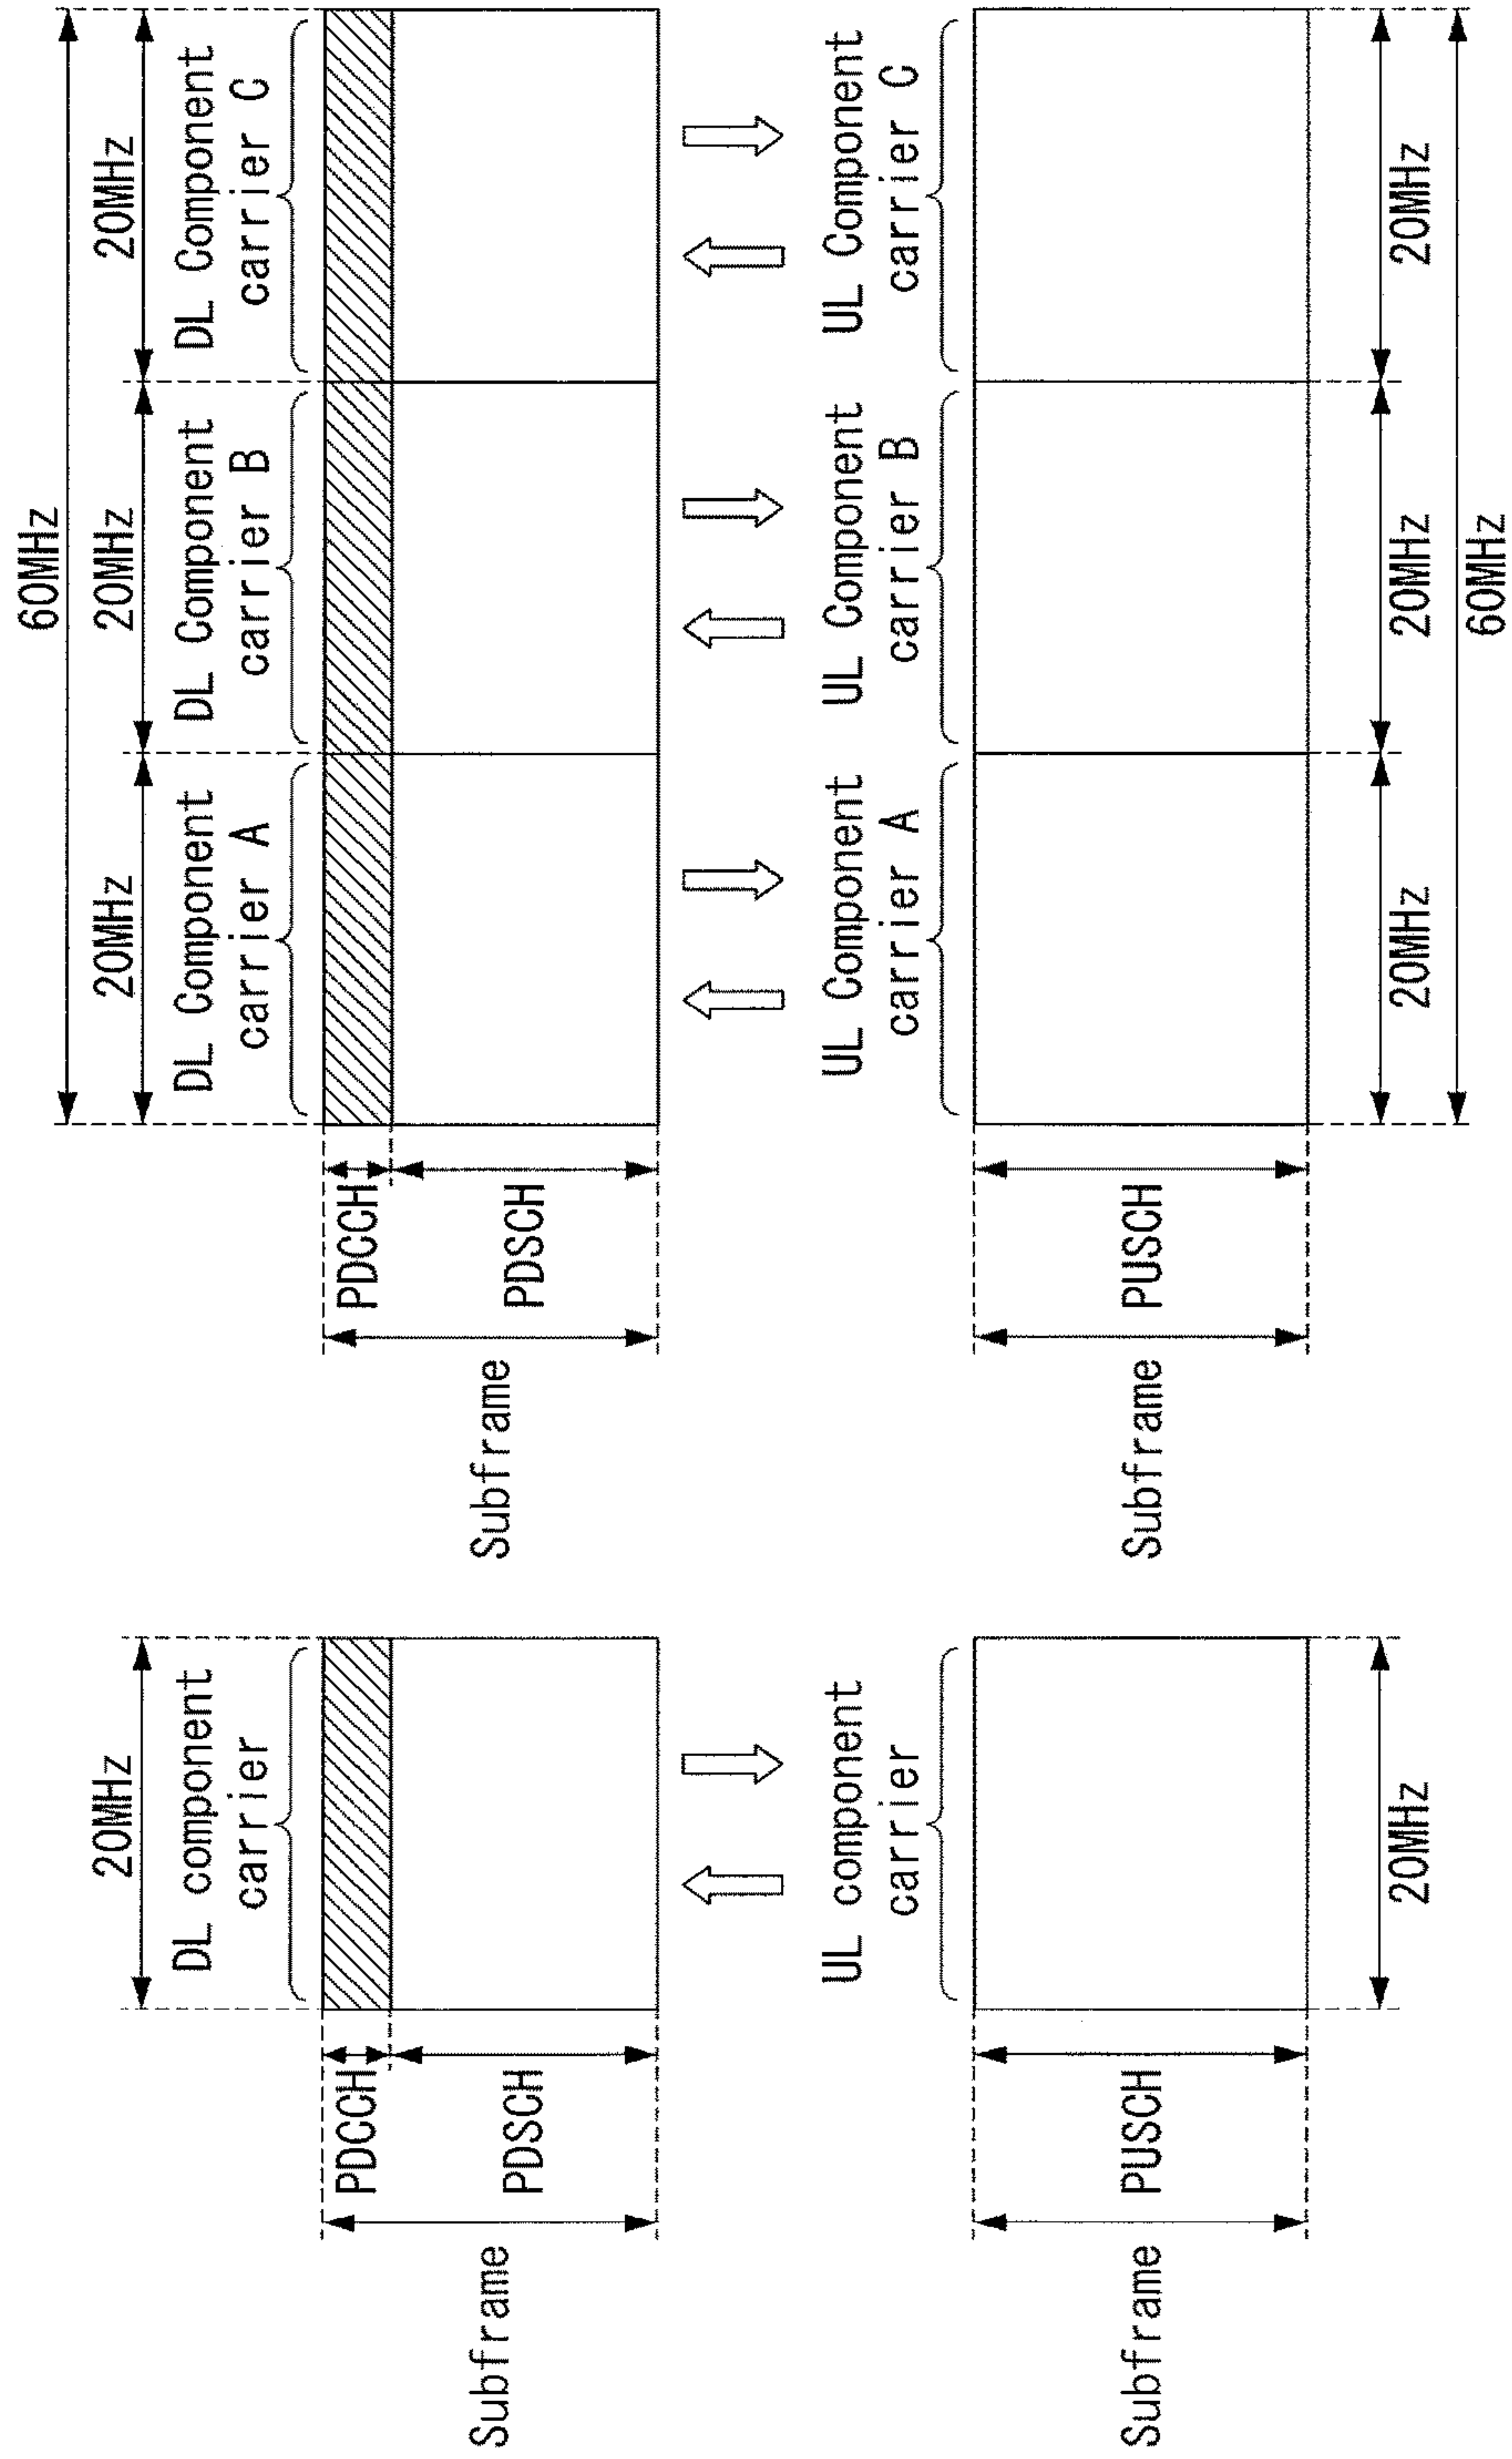 20MHz
DL component
carrier
Subframe
PDCCH
PDSCH
UL component
carrier
Subframe
PUSCH
20MHz
60MHz
20MHz
20MHz
20MHz
DL Component
carrier A
DL Component
carrier B
DL Component
carrier C
Subframe
PDCCH
PDSCH
UL Component
carrier A
UL Component
carrier B
UL Component
carrier C
Subframe
PUSCH
20MHz
20MHz
20MHz
60MHz